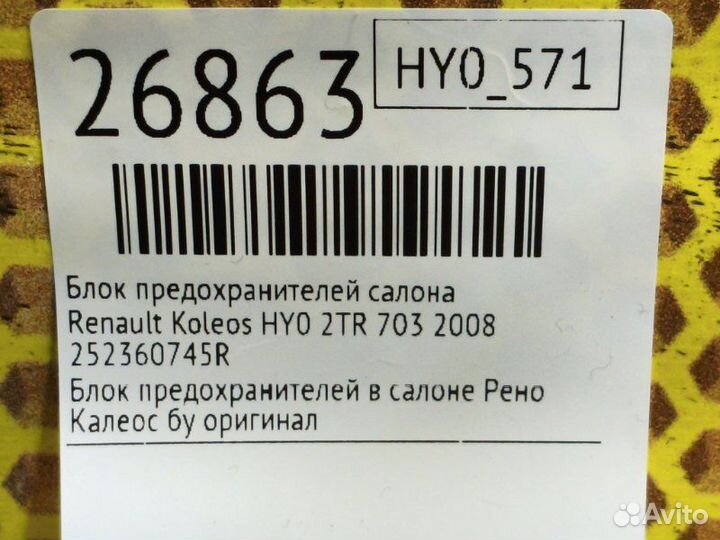 26863
HY0_571
Блок предохранителей салона
Renault Koleos HY0 2TR 703 2008
252360745R
Блок предохранителей в салоне Рено
Калеос бу оригинал
Avito